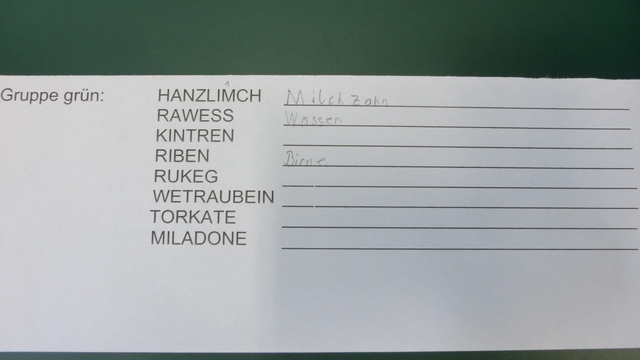 Gruppe grün: HANZLIMCH Milchzahn
RAWESS Wasser
KINTREN
RIBEN Birne
RUKEG
WETRAUBEIN
TORKATE
MILADONE